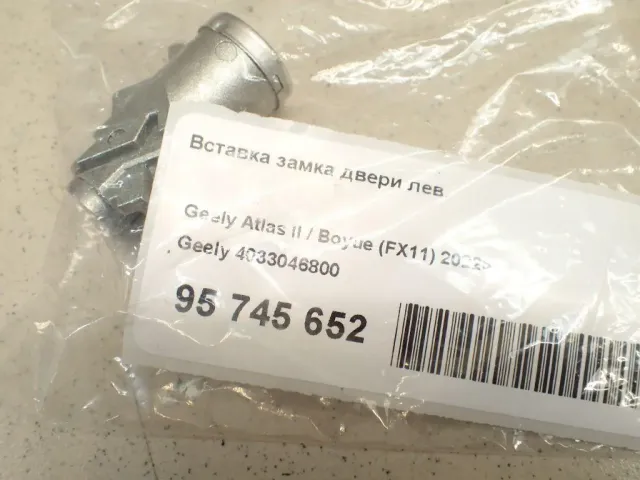 Вставка замка двери лев.
Geely Atlas II / Boyue (FX11) 2022>
Geely 4033046800
95 745 652